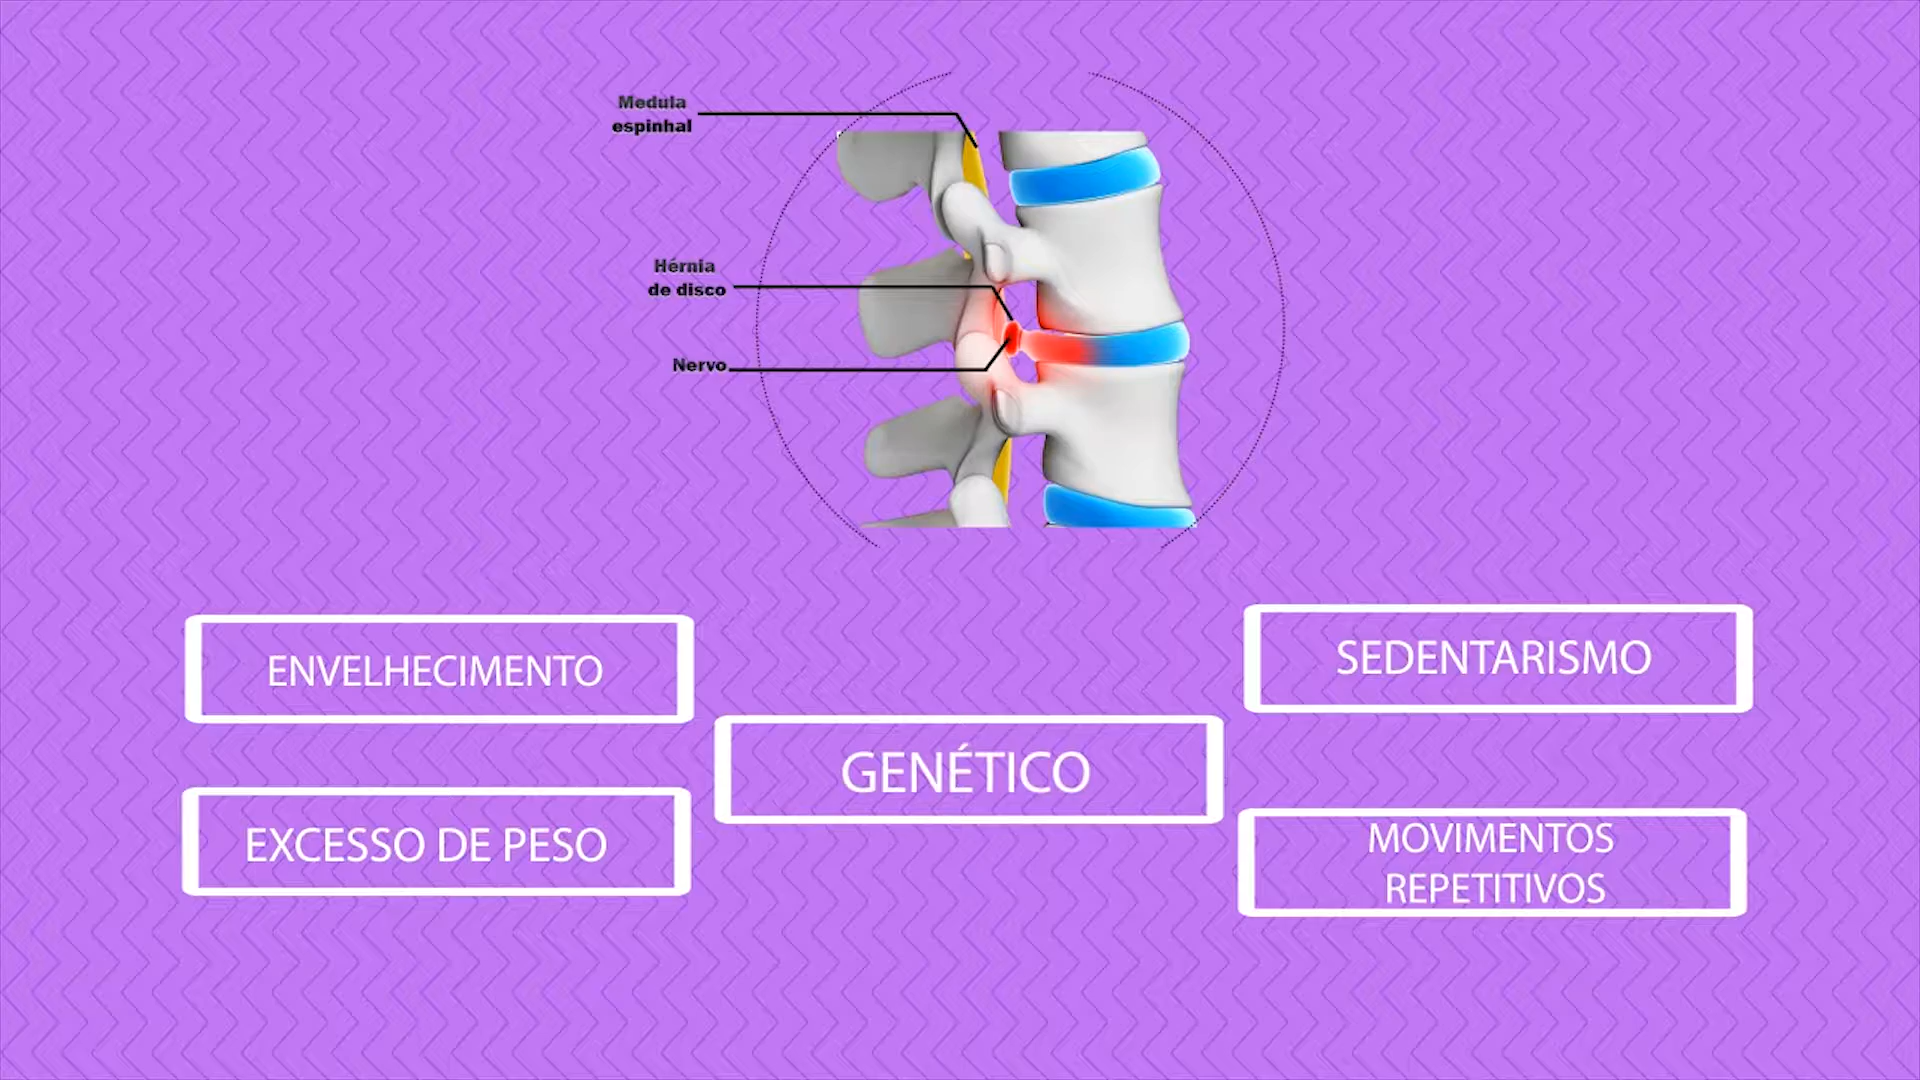 Medula
espinhal
Hérnia
de disco
Nervo
ENVELHECIMENTO
SEDENTARISMO
GENÉTICO
EXCESSO DE PESO
MOVIMENTOS
REPETITIVOS